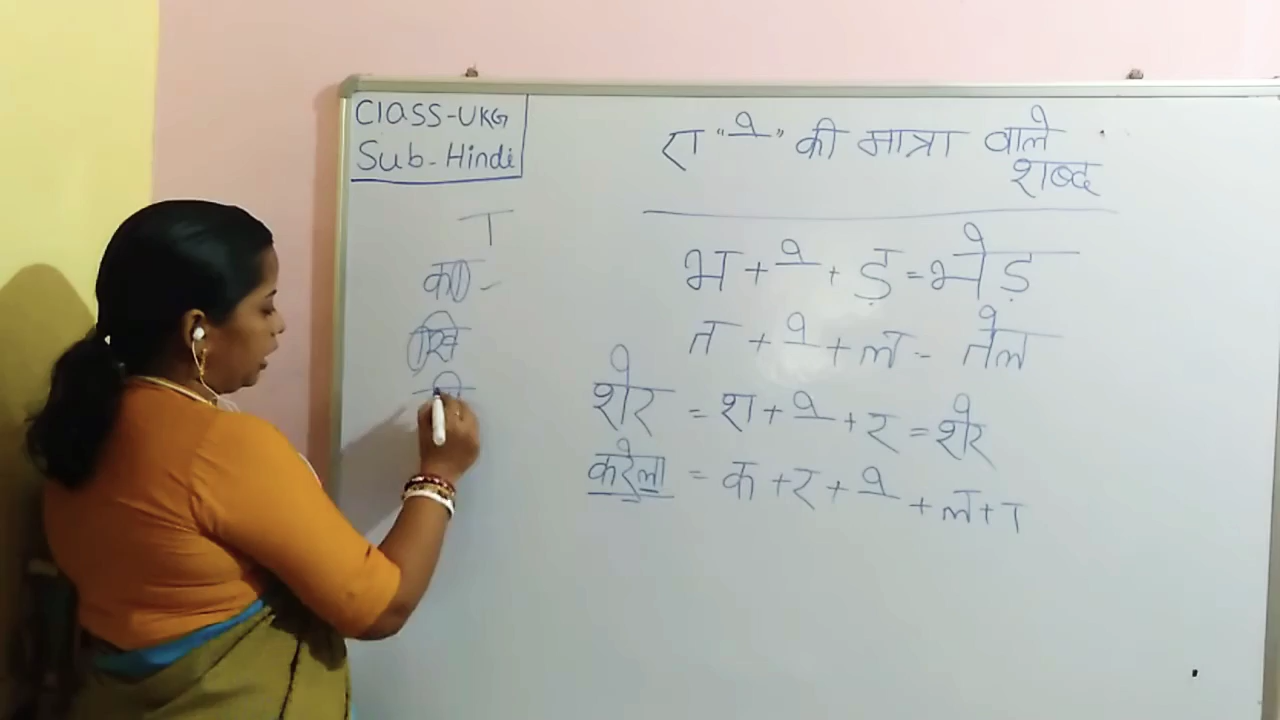 Class-UKG
Sub-Hindi
ए "े" की मात्रा वाले
शब्द
ा
का -
खि
भ + े + ड़ = भेड़
त + े + ल - तेल
शेर = श + े + र = शेर
करेला = क + र + े + ल + ा